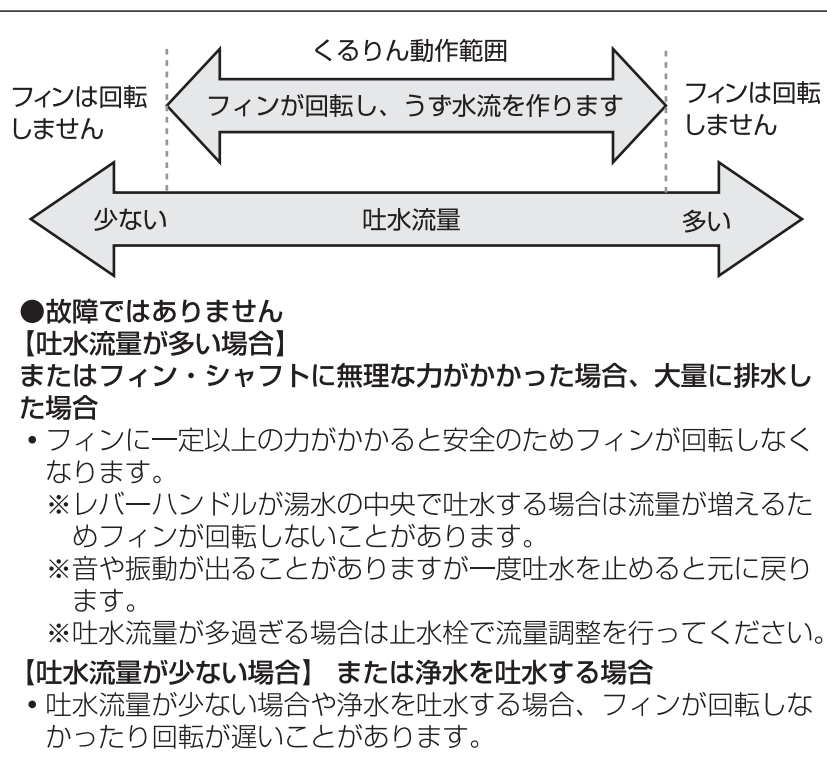 くるりん動作範囲
フィンは回転
しません
フィンが回転し、うず水流を作ります
フィンは回転
しません
少ない
吐水流量
多い
●故障ではありません
【吐水流量が多い場合】
またはフィン・シャフトに無理な力がかかった場合、大量に排水し
た場合
・フィンに一定以上の力がかかると安全のためフィンが回転しなく
なります。
※レバーハンドルが湯水の中央で吐水する場合は流量が増えるた
めフィンが回転しないことがあります。
※音や振動が出ることがありますが一度吐水を止めると元に戻り
ます。
※吐水流量が多過ぎる場合は止水栓で流量調整を行ってください。
【吐水流量が少ない場合】 または浄水を吐水する場合
・吐水流量が少ない場合や浄水を吐水する場合、フィンが回転しな
かったり回転が遅いことがあります。